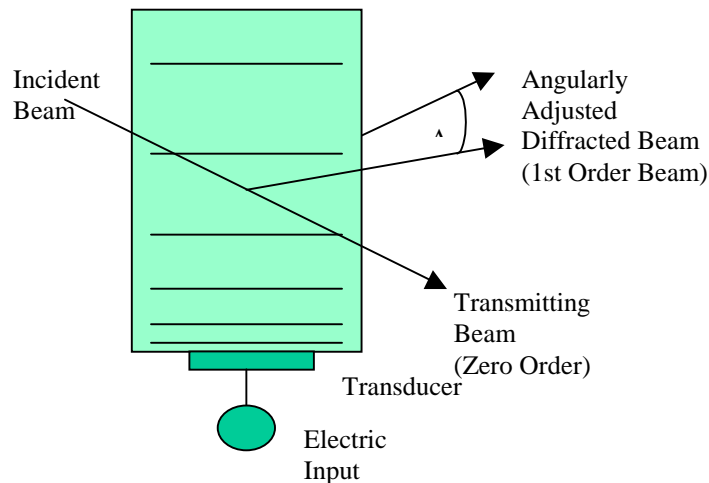 Incident
Beam
Angularly
Adjusted
Diffracted Beam
(1st Order Beam)
Transmitting
Beam
(Zero Order)
Transducer
Electric
Input